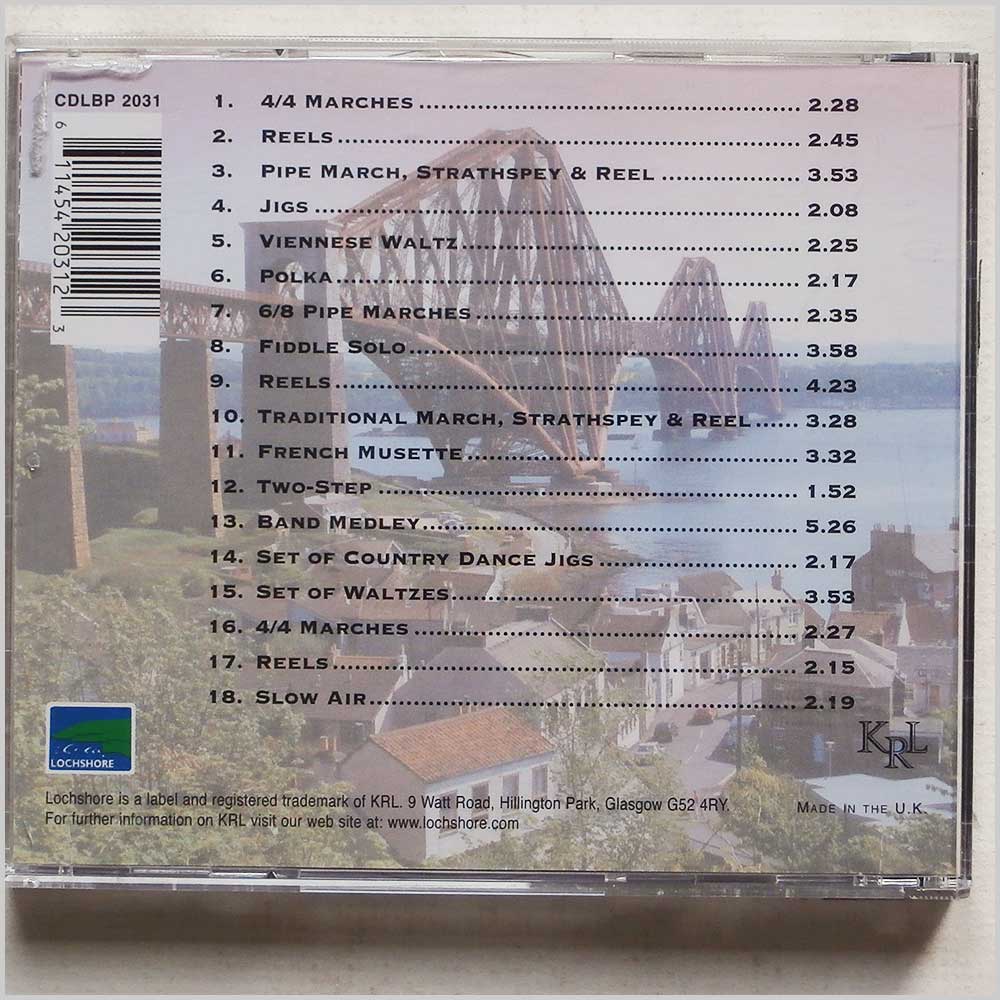 CDLBP 2031
6 11454 20312 3
1. 4/4 MARCHES 2.28
2. REELS 2.45
3. PIPE MARCH, STRATHSPEY & REEL 3.53
4. JIGS 2.08
5. VIENNESE WALTZ 2.25
6. POLKA 2.17
7. 6/8 PIPE MARCHES 2.35
8. FIDDLE SOLO 3.58
9. REELS 4.23
10. TRADITIONAL MARCH, STRATHSPEY & REEL 3.28
11. FRENCH MUSETTE 3.32
12. TWO-STEP 1.52
13. BAND MEDLEY 5.26
14. SET OF COUNTRY DANCE JIGS 2.17
15. SET OF WALTZES 3.53
16. 4/4 MARCHES 2.27
17. REELS 2.15
18. SLOW AIR 2.19
LOCHSHORE
KRL
Lochshore is a label and registered trademark of KRL. 9 Watt Road, Hillington Park, Glasgow G52 4RY.
For further information on KRL visit our web site at: www.lochshore.com
MADE IN THE U.K.